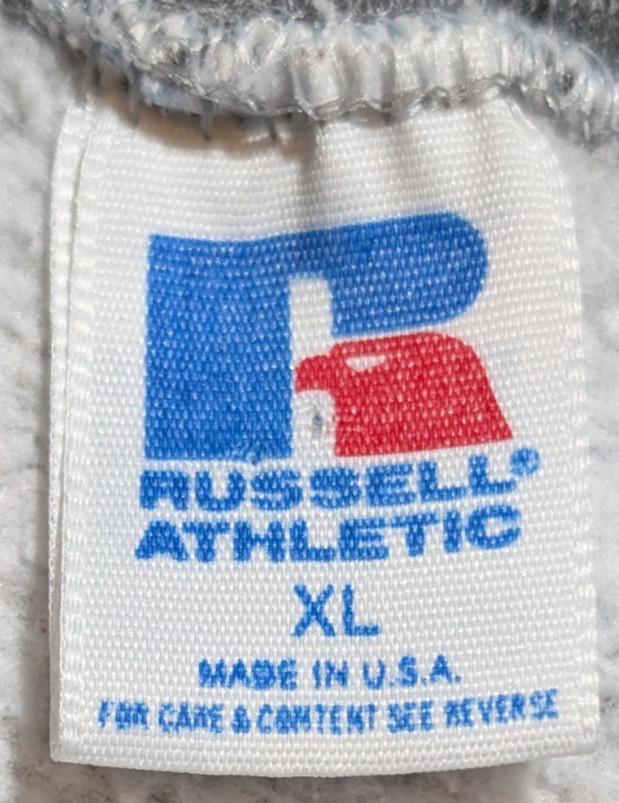 RUSSELL®
ATHLETIC
XL
MADE IN U.S.A.
FOR CARE & CONTENT SEE REVERSE